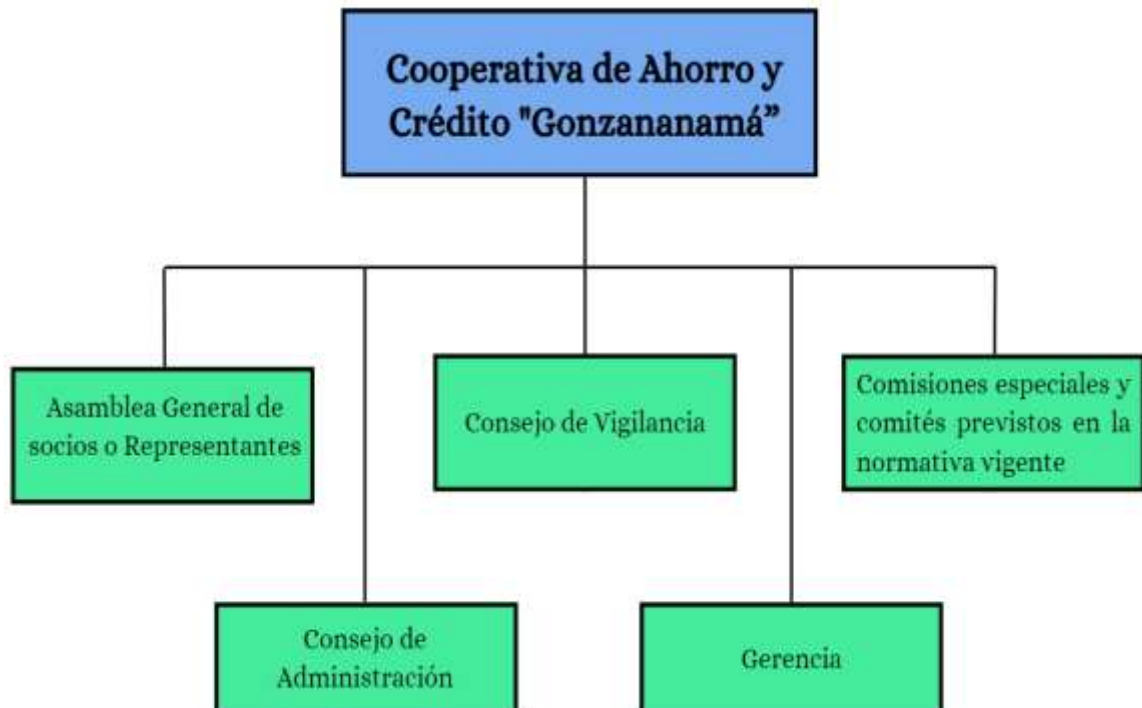 Cooperativa de Ahorro y
Crédito "Gonzananamá”
Asamblea General de
socios o Representantes
Consejo de Vigilancia
Comisiones especiales y
comités previstos en la
normativa vigente
Consejo de
Administración
Gerencia